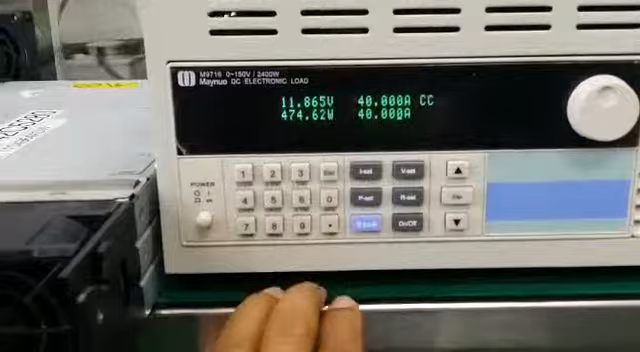 M9716 0~150V / 2400W
Maynuo DC ELECTRONIC LOAD
11.865V 40.000A CC
474.62W 40.000A
POWER
1 2 3 Esc I-set V-set
4 5 6 0 P-set R-set
7 8 9 . On/Off